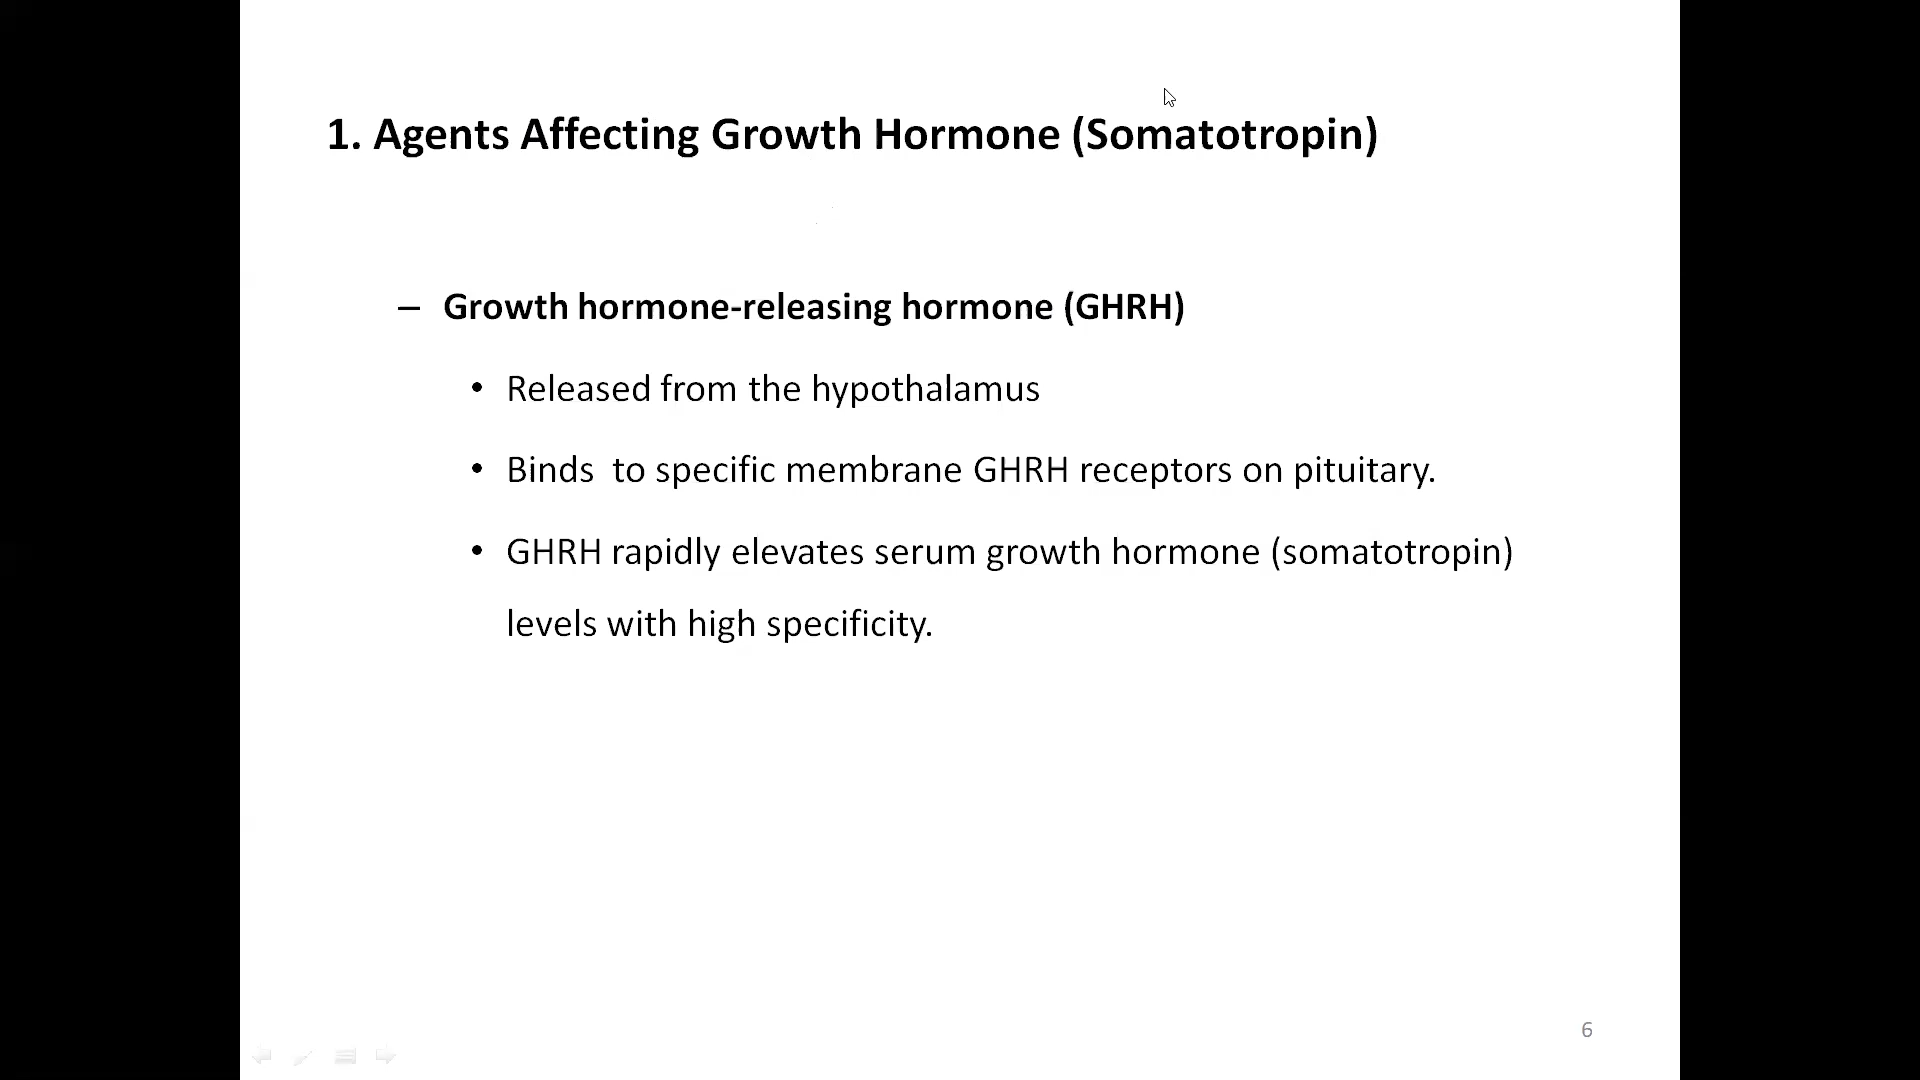 1. Agents Affecting Growth Hormone (Somatotropin)
– Growth hormone-releasing hormone (GHRH)
• Released from the hypothalamus
• Binds  to specific membrane GHRH receptors on pituitary.
• GHRH rapidly elevates serum growth hormone (somatotropin)
levels with high specificity.
6